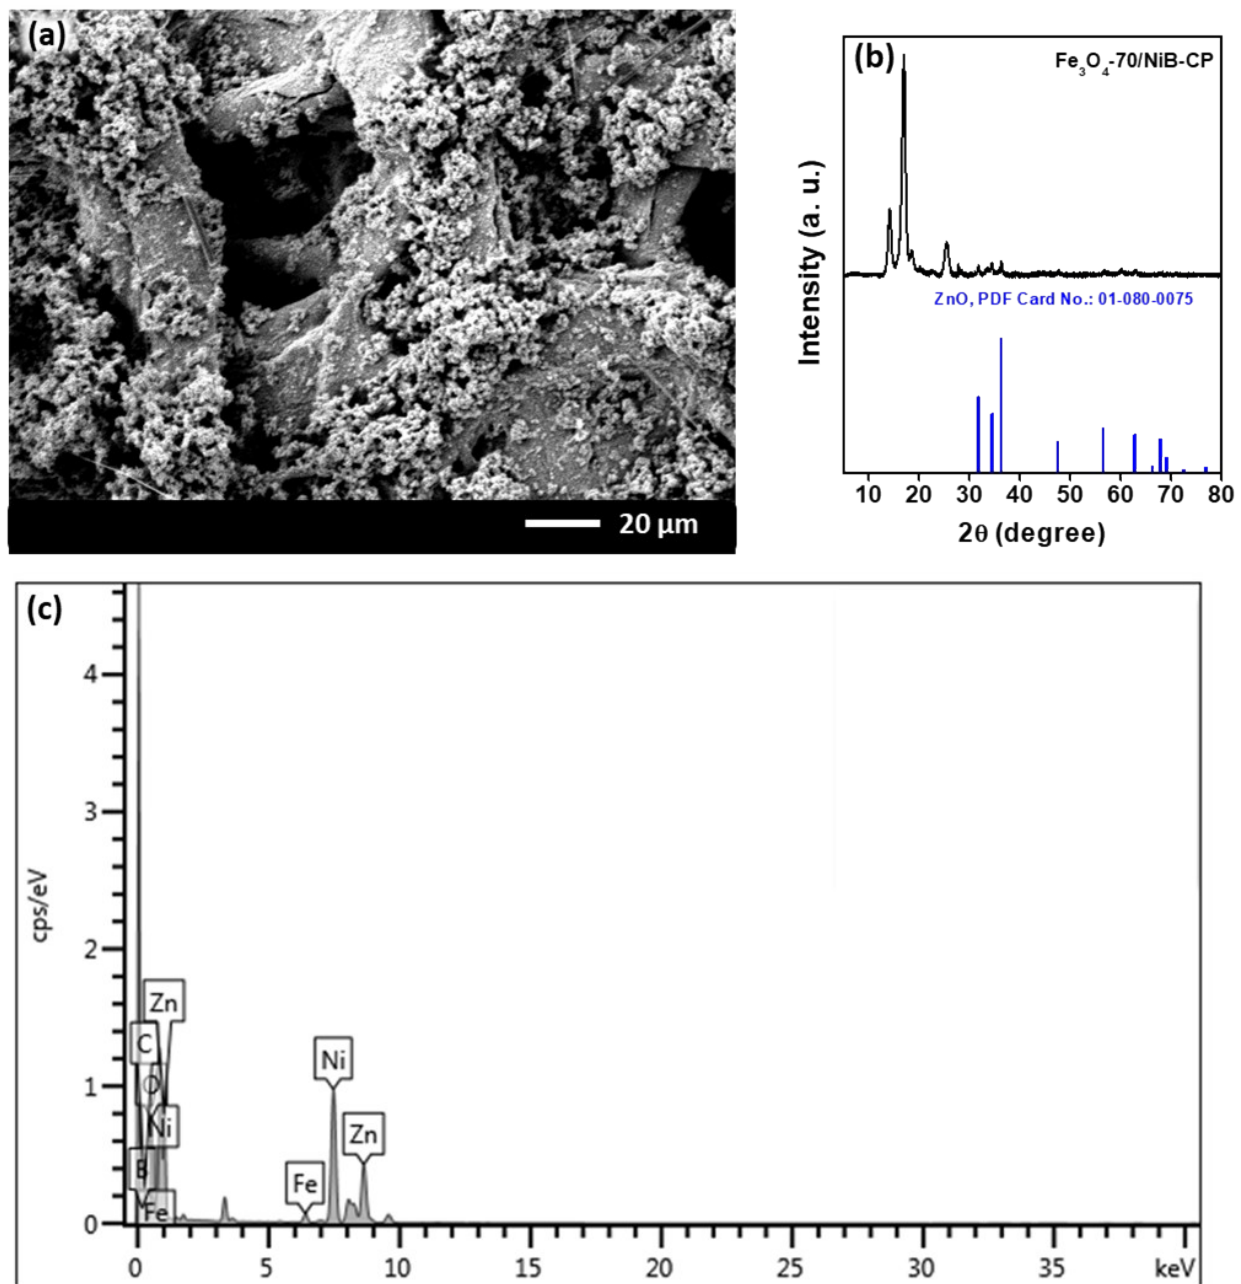 (a)
20 µm
(b)
Fe3O4-70/NiB-CP
ZnO, PDF Card No.: 01-080-0075
Intensity (a. u.)
10 20 30 40 50 60 70 80
2θ (degree)
(c)
4
3
2
1
0
cps/eV
Zn
C
O
Ni
B
Fe
Fe
Ni
Zn
0 5 10 15 20 25 30 35 keV